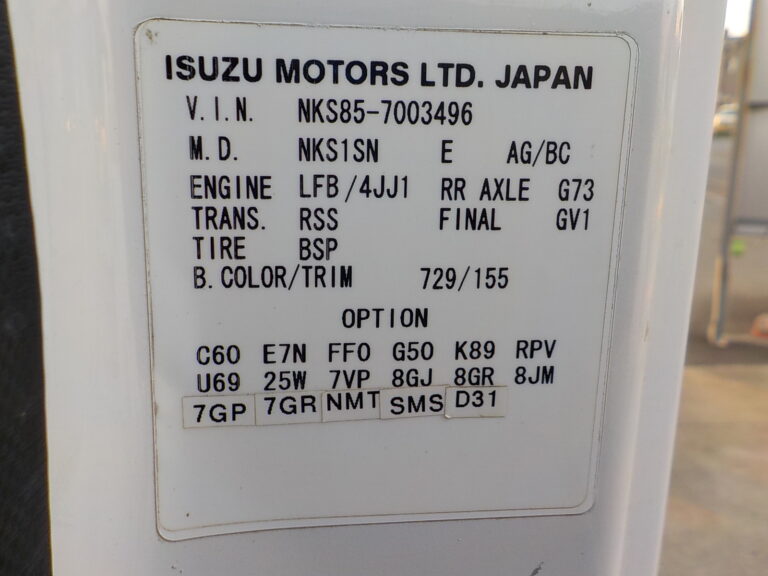 ISUZU MOTORS LTD. JAPAN
V.I.N. NKS85-7003496
M.D. NKS1SN E AG/BC
ENGINE LFB/4JJ1 RR AXLE G73
TRANS. RSS FINAL GV1
TIRE BSP
B.COLOR/TRIM 729/155
OPTION
C60 E7N FF0 G50 K89 RPV
U69 25W 7VP 8GJ 8GR 8JM
7GP 7GR NMT SMS D31